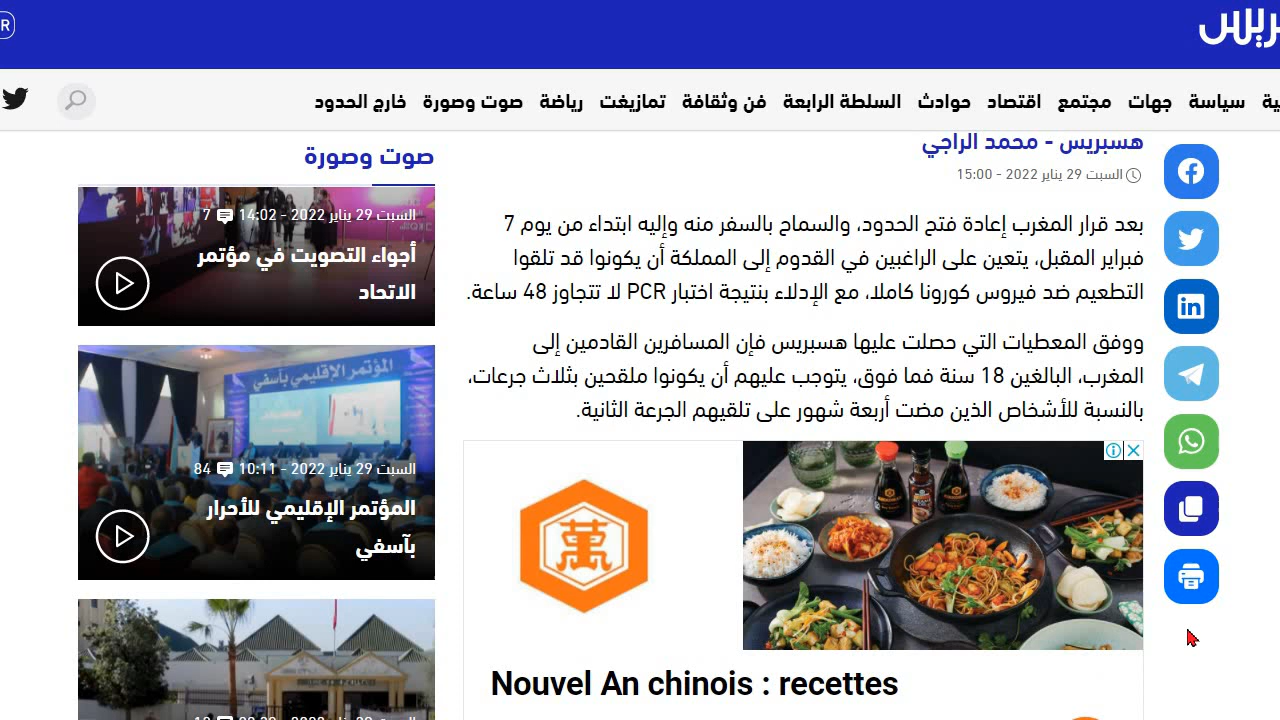 R
سياسة جهات مجتمع اقتصاد حوادث السلطة الرابعة فن وثقافة تمازيغت رياضة صوت وصورة خارج الحدود
هسبريس - محمد الراجي
السبت 29 يناير 2022 - 15:00
بعد قرار المغرب إعادة فتح الحدود، والسماح بالسفر منه وإليه ابتداء من يوم 7
فبراير المقبل، يتعين على الراغبين في القدوم إلى المملكة أن يكونوا قد تلقوا
التطعيم ضد فيروس كورونا كاملا، مع الإدلاء بنتيجة اختبار PCR لا تتجاوز 48 ساعة.
ووفق المعطيات التي حصلت عليها هسبريس فإن المسافرين القادمين إلى
المغرب، البالغين 18 سنة فما فوق، يتوجب عليهم أن يكونوا ملقحين بثلاث جرعات،
بالنسبة للأشخاص الذين مضت أربعة شهور على تلقيهم الجرعة الثانية.
萬
Nouvel An chinois : recettes
صوت وصورة
السبت 29 يناير 2022 - 14:02 7
أجواء التصويت في مؤتمر
الاتحاد
المؤتمر الإقليمي بآسفي
السبت 29 يناير 2022 - 10:11 84
المؤتمر الإقليمي للأحرار
بآسفي